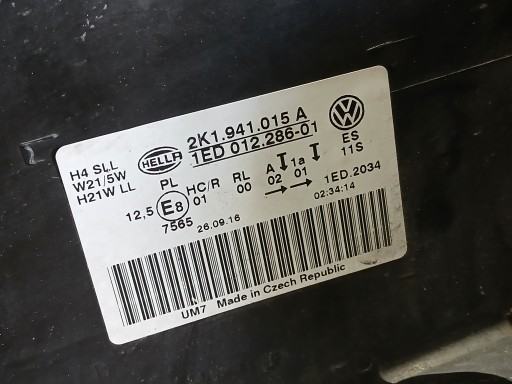 H4 SLL
W21/5W
H21W LL
HELLA
2K1.941.015 A
1ED 012.286-01
ES
11S
PL HC/R RL A 1a
12,5 E8 01 00 02 01
1ED.2034
7565 26.09.16 02:34:14
UM7 Made in Czech Republic